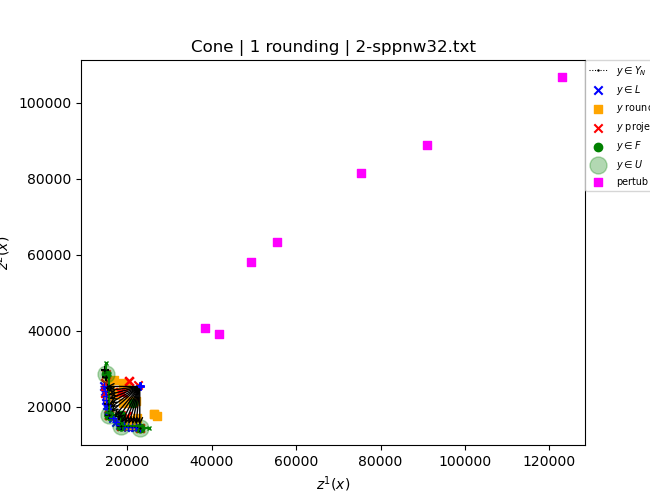 Cone | 1 rounding | 2-sppnw32.txt
y ∈ Y_N
y ∈ L
y ∈ F
y ∈ U
100000
80000
60000
40000
20000
20000
40000
60000
80000
100000
120000
z¹(x)